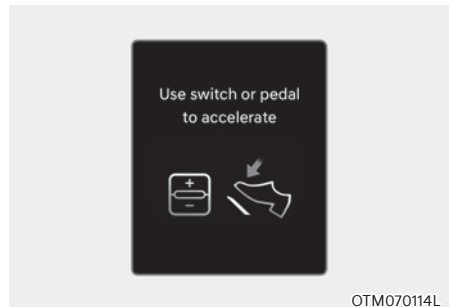 Use switch or pedal
to accelerate
+
−
OTM070114L